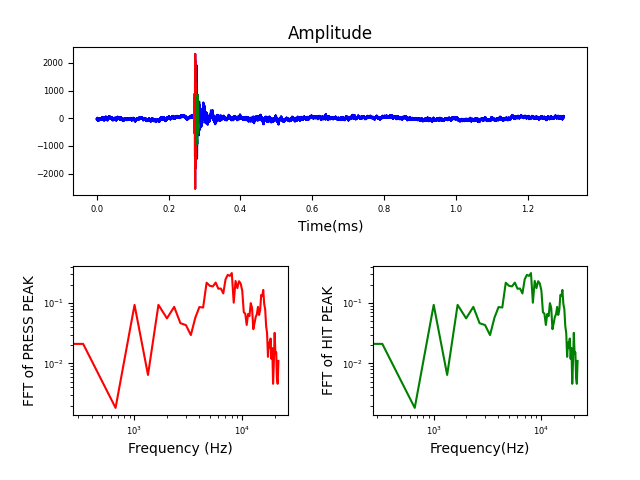 Amplitude
2000
1000
0
−1000
−2000
0.0 0.2 0.4 0.6 0.8 1.0 1.2
Time(ms)
FFT of PRESS PEAK
10⁻¹
10⁻²
10³ 10⁴
Frequency (Hz)
FFT of HIT PEAK
10⁻¹
10⁻²
10³ 10⁴
Frequency(Hz)